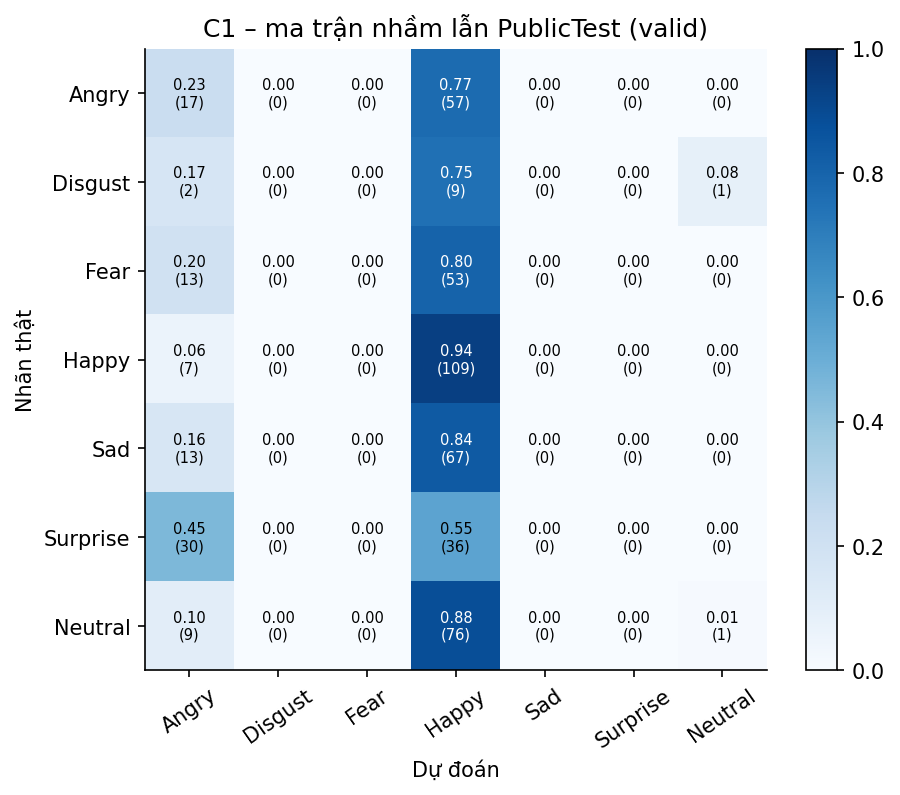 C1 – ma trận nhầm lẫn PublicTest (valid)
Nhãn thật
Angry
0.23 0.00 0.00 0.77 0.00 0.00 0.00
(17) (0) (0) (57) (0) (0) (0)
Disgust
0.17 0.00 0.00 0.75 0.00 0.00 0.08
(2) (0) (0) (9) (0) (0) (1)
Fear
0.20 0.00 0.00 0.80 0.00 0.00 0.00
(13) (0) (0) (53) (0) (0) (0)
Happy
0.06 0.00 0.00 0.94 0.00 0.00 0.00
(7) (0) (0) (109) (0) (0) (0)
Sad
0.16 0.00 0.00 0.84 0.00 0.00 0.00
(13) (0) (0) (67) (0) (0) (0)
Surprise
0.45 0.00 0.00 0.55 0.00 0.00 0.00
(30) (0) (0) (36) (0) (0) (0)
Neutral
0.10 0.00 0.00 0.88 0.00 0.00 0.01
(9) (0) (0) (76) (0) (0) (1)
Angry Disgust Fear Happy Sad Surprise Neutral
Dự đoán
1.0
0.8
0.6
0.4
0.2
0.0